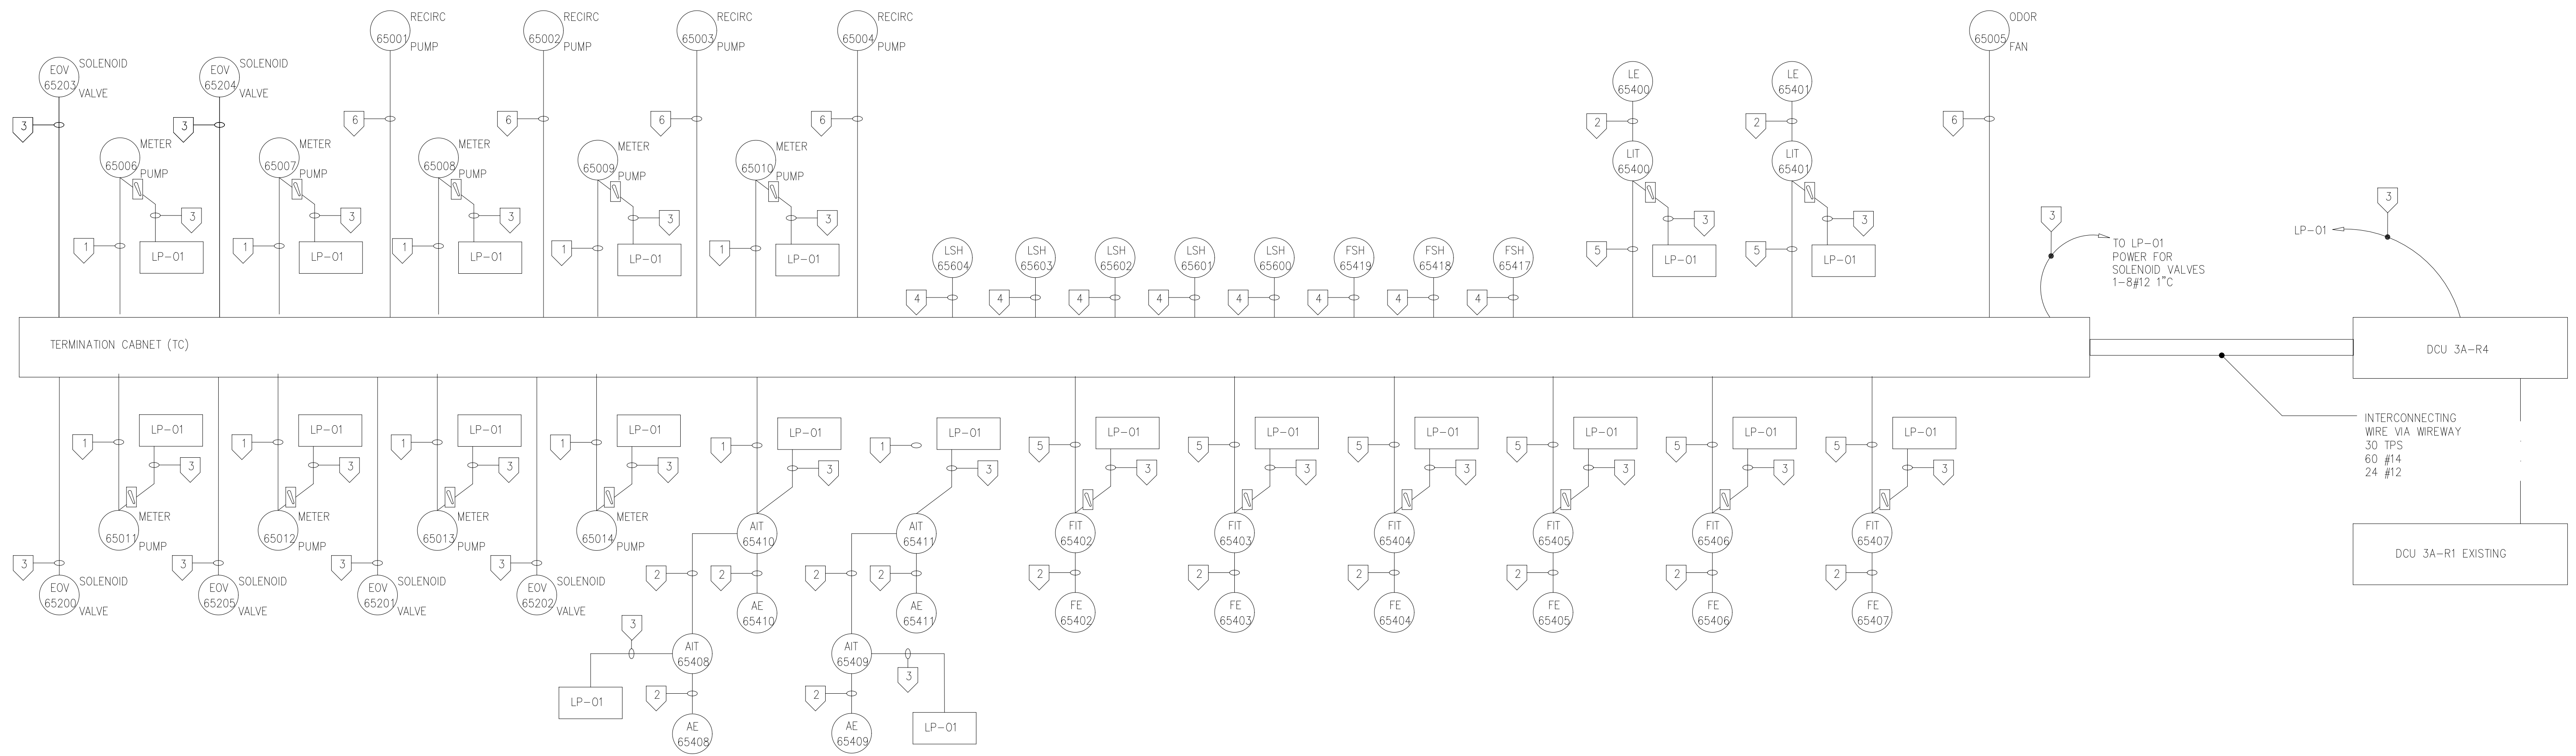 RECIRC
65001
PUMP
RECIRC
65002
PUMP
RECIRC
65003
PUMP
RECIRC
65004
PUMP
ODOR
65005
FAN
EOV
65203
SOLENOID
VALVE
EOV
65204
SOLENOID
VALVE
LE
65400
LE
65401
3
3
6
6
6
6
2
2
6
METER
65006
PUMP
METER
65007
PUMP
METER
65008
PUMP
METER
65009
PUMP
METER
65010
PUMP
LIT
65400
LIT
65401
3
3
3
3
3
3
3
3
3
1
1
1
1
1
5
5
LP-01
LP-01
LP-01
LP-01
LP-01
LP-01
LP-01
LP-01
TO LP-01
POWER FOR
SOLENOID VALVES
1-8#12 1"C
LSH
65604
LSH
65603
LSH
65602
LSH
65601
LSH
65600
FSH
65419
FSH
65418
FSH
65417
4
4
4
4
4
4
4
4
TERMINATION CABNET (TC)
DCU 3A-R4
INTERCONNECTING
WIRE VIA WIREWAY
30 TPS
60 #14
24 #12
DCU 3A-R1 EXISTING
LP-01
LP-01
LP-01
LP-01
LP-01
LP-01
LP-01
LP-01
LP-01
LP-01
LP-01
LP-01
1
1
1
1
1
1
5
5
5
5
5
5
3
3
3
3
3
3
3
3
3
3
3
3
METER
65011
PUMP
METER
65012
PUMP
METER
65013
PUMP
METER
65014
PUMP
AIT
65410
AIT
65411
FIT
65402
FIT
65403
FIT
65404
FIT
65405
FIT
65406
FIT
65407
3
3
3
3
2
2
2
2
2
2
2
2
2
2
EOV
65200
SOLENOID
VALVE
EOV
65205
SOLENOID
VALVE
EOV
65201
SOLENOID
VALVE
EOV
65202
SOLENOID
VALVE
AE
65410
AE
65411
FE
65402
FE
65403
FE
65404
FE
65405
FE
65406
FE
65407
3
AIT
65408
AIT
65409
3
2
2
LP-01
LP-01
AE
65408
AE
65409